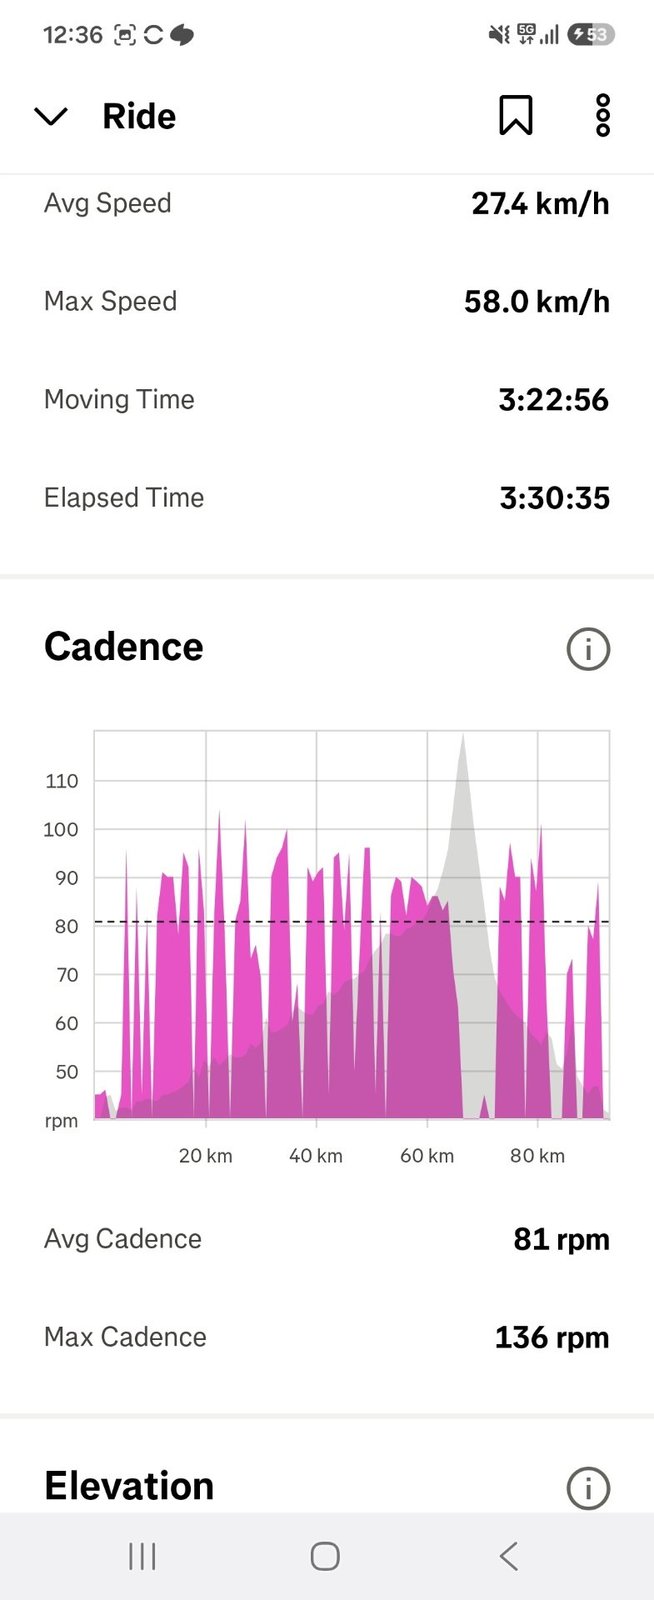 12:36 5G 53
Ride
Avg Speed 27.4 km/h
Max Speed 58.0 km/h
Moving Time 3:22:56
Elapsed Time 3:30:35
Cadence
110
100
90
80
70
60
50
rpm
20 km 40 km 60 km 80 km
Avg Cadence 81 rpm
Max Cadence 136 rpm
Elevation